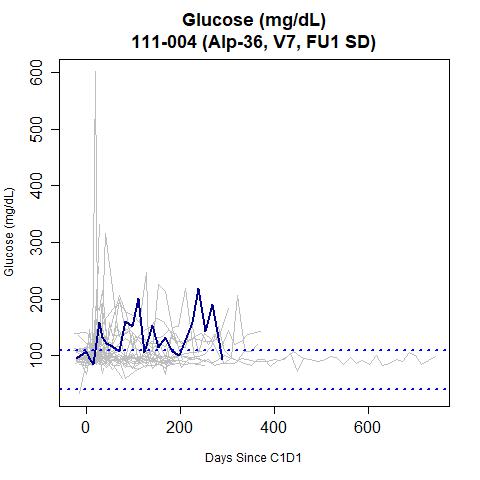 Glucose (mg/dL)
111-004 (Alp-36, V7, FU1 SD)
Glucose (mg/dL)
600
500
400
300
200
100
0
200
400
600
Days Since C1D1